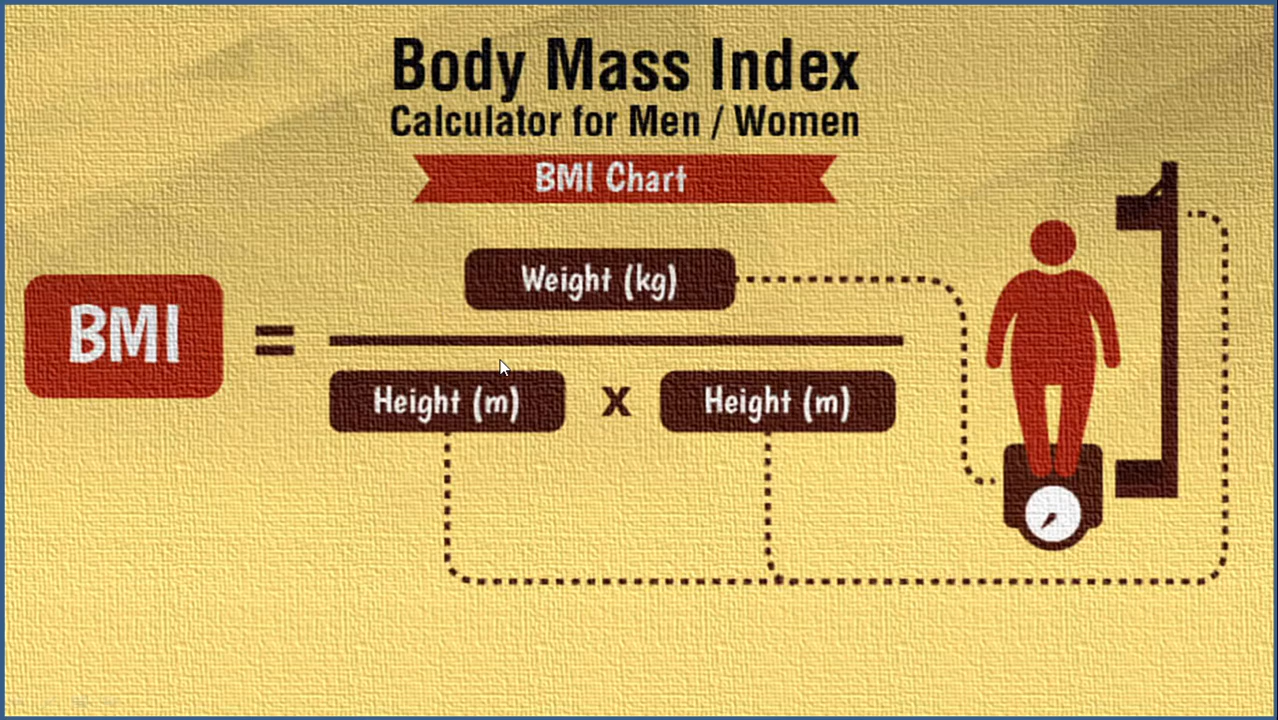 Body Mass Index
Calculator for Men / Women
BMI Chart
Weight (kg)
BMI =
Height (m) x Height (m)